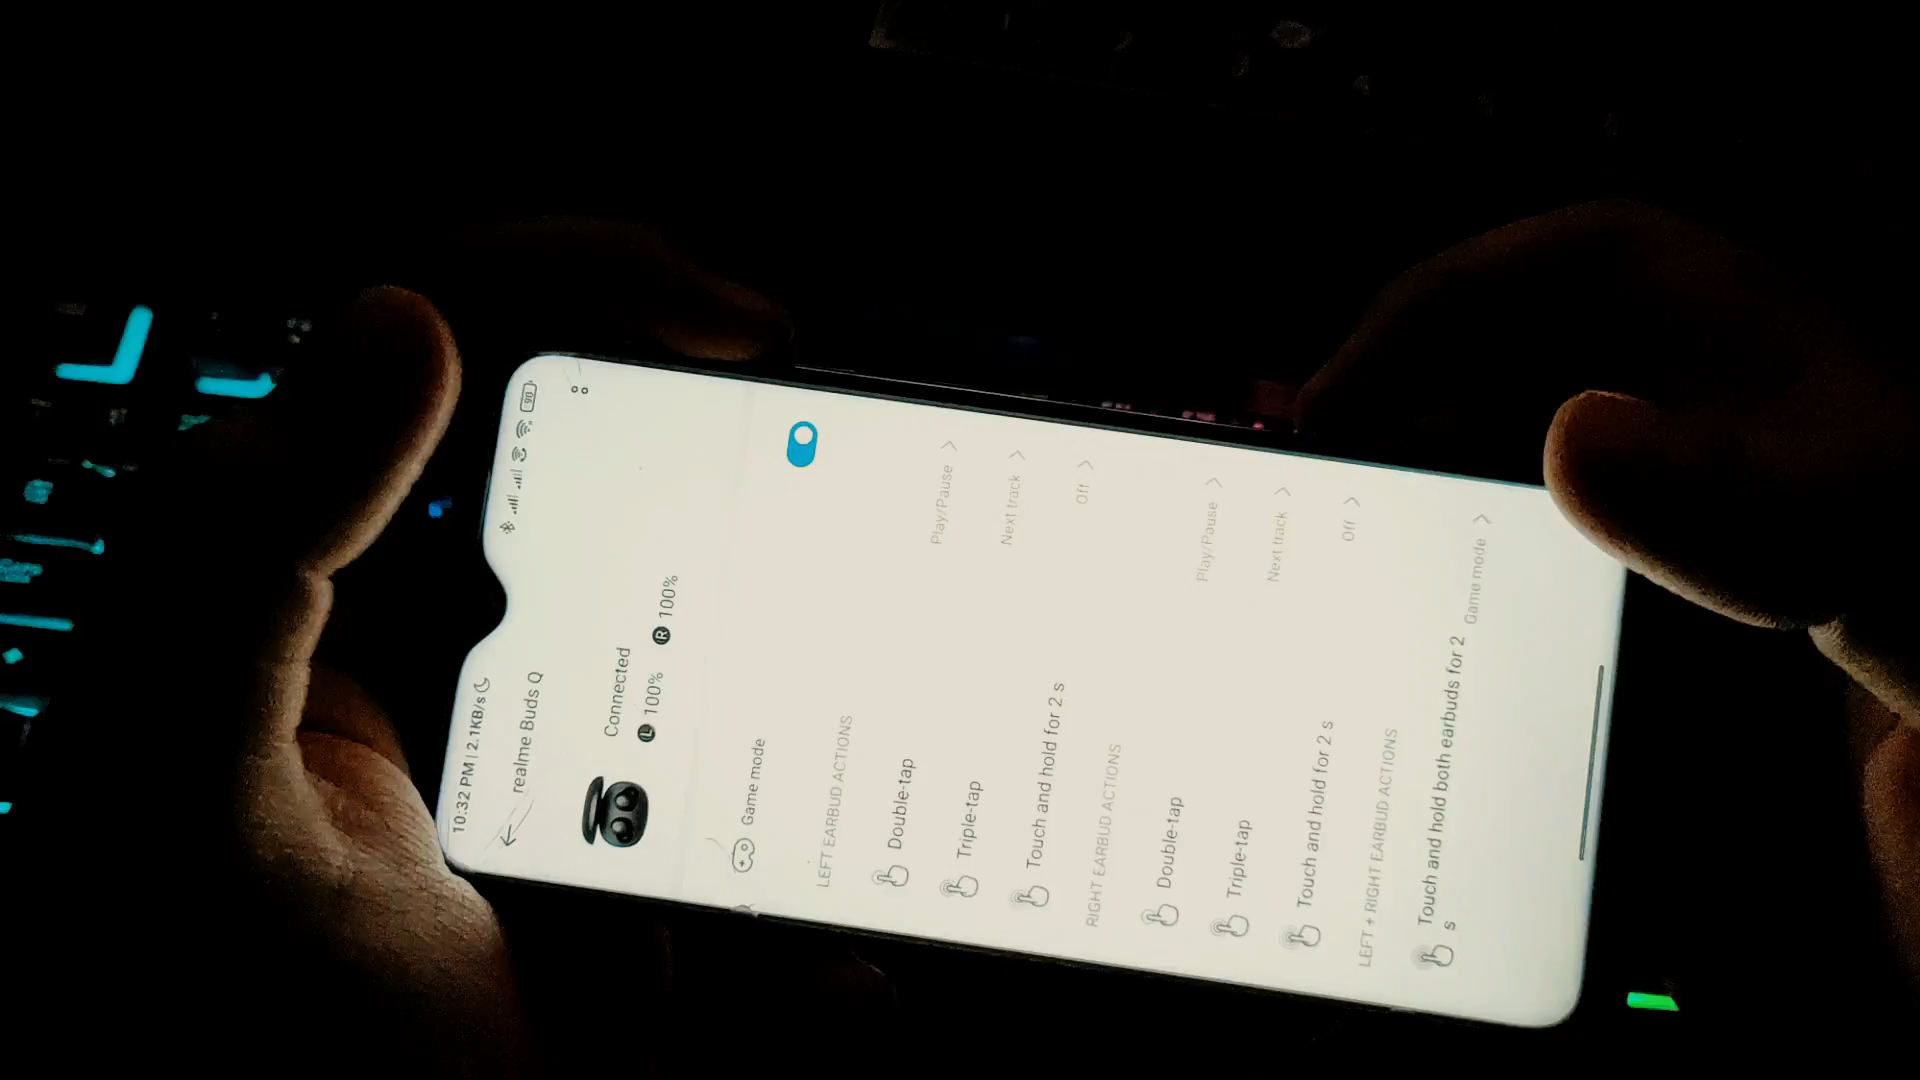 10:32 PM | 2.1KB/s
90
realme Buds Q
Connected
L 100% R 100%
Game mode
LEFT EARBUD ACTIONS
Double-tap Play/Pause
Triple-tap Next track
Touch and hold for 2 s Off
RIGHT EARBUD ACTIONS
Double-tap Play/Pause
Triple-tap Next track
Touch and hold for 2 s Off
LEFT + RIGHT EARBUD ACTIONS
Touch and hold both earbuds for 2 Game mode
s